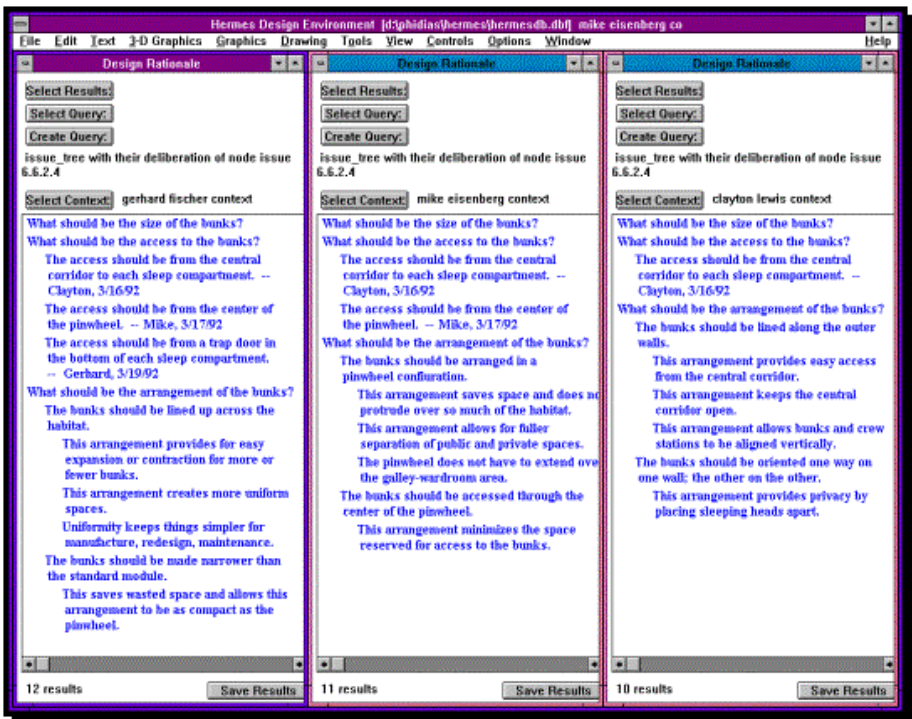 Hermes Design Environment [d:\phidias\hermes\hermesdb.dbf] mike eisenberg co
File Edit Text 3-D Graphics Graphics Drawing Tools View Controls Options Window Help
Design Rationale
Select Results:
Select Query:
Create Query:
issue_tree with their deliberation of node issue
6.6.2.4
Select Context: gerhard fischer context
What should be the size of the bunks?
What should be the access to the bunks?
The access should be from the central
corridor to each sleep compartment. --
Clayton, 3/16/92
The access should be from the center of
the pinwheel. -- Mike, 3/17/92
The access should be from a trap door in
the bottom of each sleep compartment.
-- Gerhard, 3/19/92
What should be the arrangement of the bunks?
The bunks should be lined up across the
habitat.
This arrangement provides for easy
expansion or contraction for more or
fewer bunks.
This arrangement creates more uniform
spaces.
Uniformity keeps things simpler for
manufacture, redesign, maintenance.
The bunks should be made narrower than
the standard module.
This saves wasted space and allows this
arrangement to be as compact as the
pinwheel.
12 results
Save Results
Design Rationale
Select Results:
Select Query:
Create Query:
issue_tree with their deliberation of node issue
6.6.2.4
Select Context: mike eisenberg context
What should be the size of the bunks?
What should be the access to the bunks?
The access should be from the central
corridor to each sleep compartment. --
Clayton, 3/16/92
The access should be from the center of
the pinwheel. -- Mike, 3/17/92
What should be the arrangement of the bunks?
The bunks should be arranged in a
pinwheel confiuration.
This arrangement saves space and does no
protrude over so much of the habitat.
This arrangement allows for fuller
separation of public and private spaces.
The pinwheel does not have to extend ove
the galley-wardroom area.
The bunks should be accessed through the
center of the pinwheel.
This arrangement minimizes the space
reserved for access to the bunks.
11 results
Save Results
Design Rationale
Select Results:
Select Query:
Create Query:
issue_tree with their deliberation of node issue
6.6.2.4
Select Context: clayton lewis context
What should be the size of the bunks?
What should be the access to the bunks?
The access should be from the central
corridor to each sleep compartment. --
Clayton, 3/16/92
What should be the arrangement of the bunks?
The bunks should be lined along the outer
walls.
This arrangement provides easy access
from the central corridor.
This arrangement keeps the central
corridor open.
This arrangement allows bunks and crew
stations to be aligned vertically.
The bunks should be oriented one way on
one wall; the other on the other.
This arrangement provides privacy by
placing sleeping heads apart.
10 results
Save Results